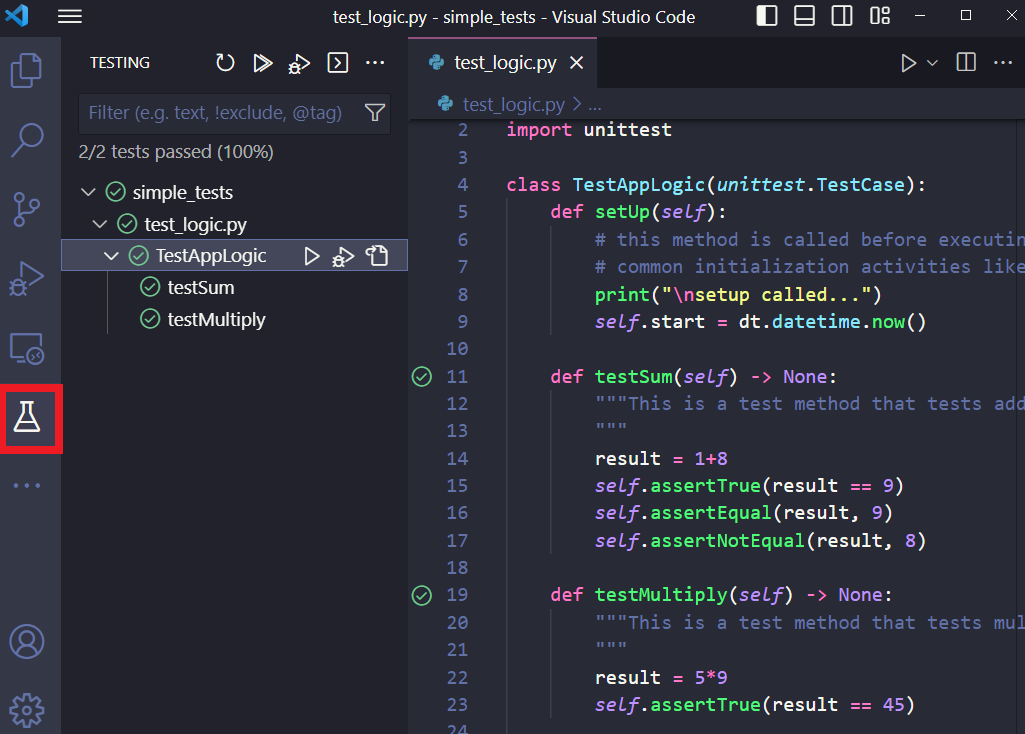 test_logic.py - simple_tests - Visual Studio Code
TESTING
Filter (e.g. text, !exclude, @tag)
2/2 tests passed (100%)
simple_tests
test_logic.py
TestAppLogic
testSum
testMultiply
test_logic.py
test_logic.py > ...
2 import unittest
3
4 class TestAppLogic(unittest.TestCase):
5 def setUp(self):
6 # this method is called before executin
7 # common initialization activities like
8 print("\nsetup called...")
9 self.start = dt.datetime.now()
10
11 def testSum(self) -> None:
12 """This is a test method that tests add
13 """
14 result = 1+8
15 self.assertTrue(result == 9)
16 self.assertEqual(result, 9)
17 self.assertNotEqual(result, 8)
18
19 def testMultiply(self) -> None:
20 """This is a test method that tests mul
21 """
22 result = 5*9
23 self.assertTrue(result == 45)
24